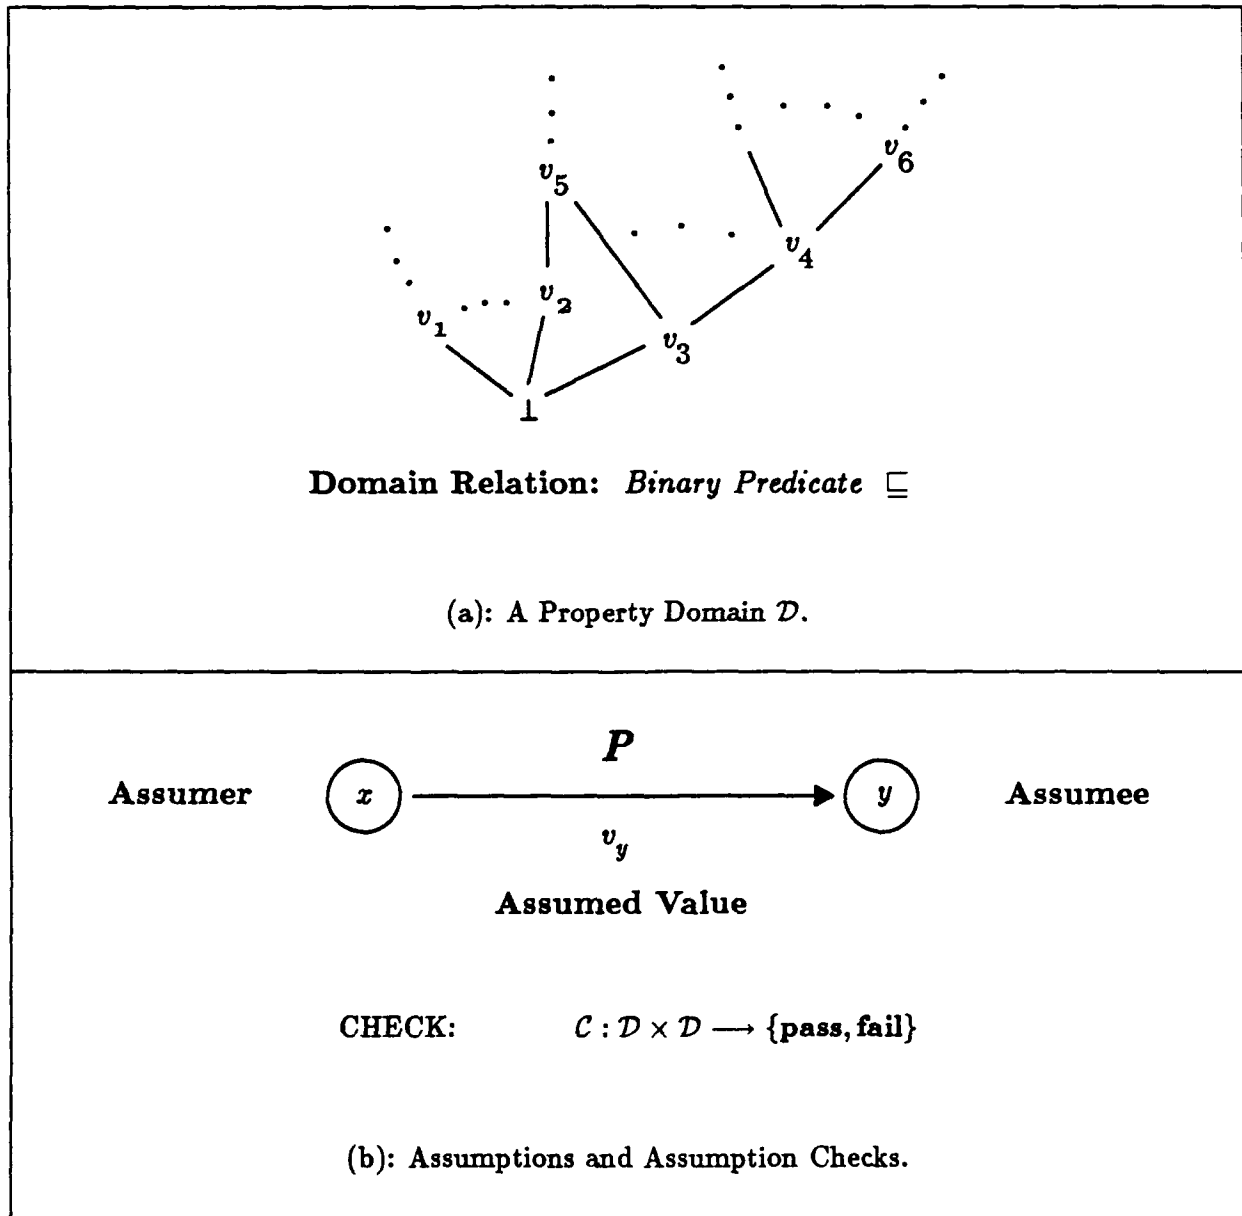 v₅
v₆
v₄
v₂
v₁
v₃
⊥
Domain Relation: Binary Predicate ⊑
(a): A Property Domain 𝒟.
P
Assumer x y Assumee
v_y
Assumed Value
CHECK: 𝒞 : 𝒟 × 𝒟 ⟶ {pass, fail}
(b): Assumptions and Assumption Checks.